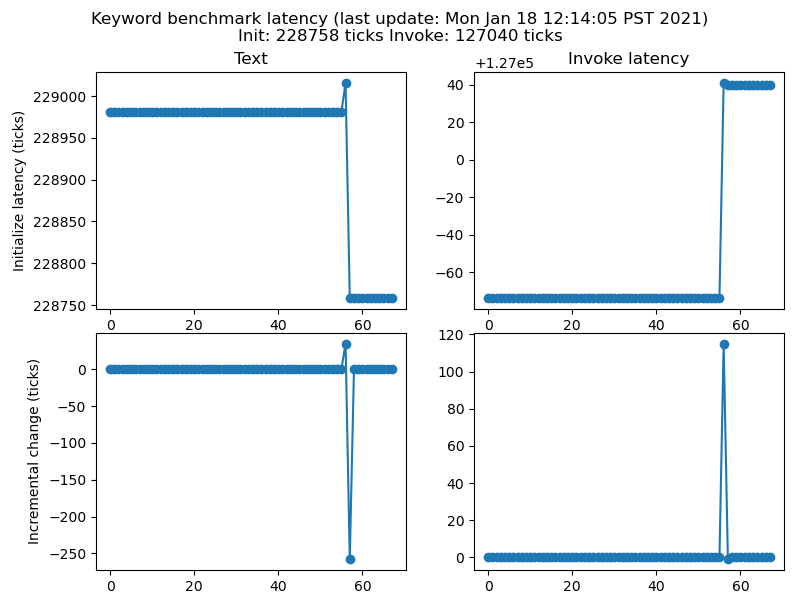 Keyword benchmark latency (last update: Mon Jan 18 12:14:05 PST 2021)
Init: 228758 ticks Invoke: 127040 ticks
Text
Initialize latency (ticks)
229000
228950
228900
228850
228800
228750
0 20 40 60
Invoke latency
+1.27e5
40
20
0
−20
−40
−60
0 20 40 60
Incremental change (ticks)
0
−50
−100
−150
−200
−250
0 20 40 60
120
100
80
60
40
20
0
0 20 40 60